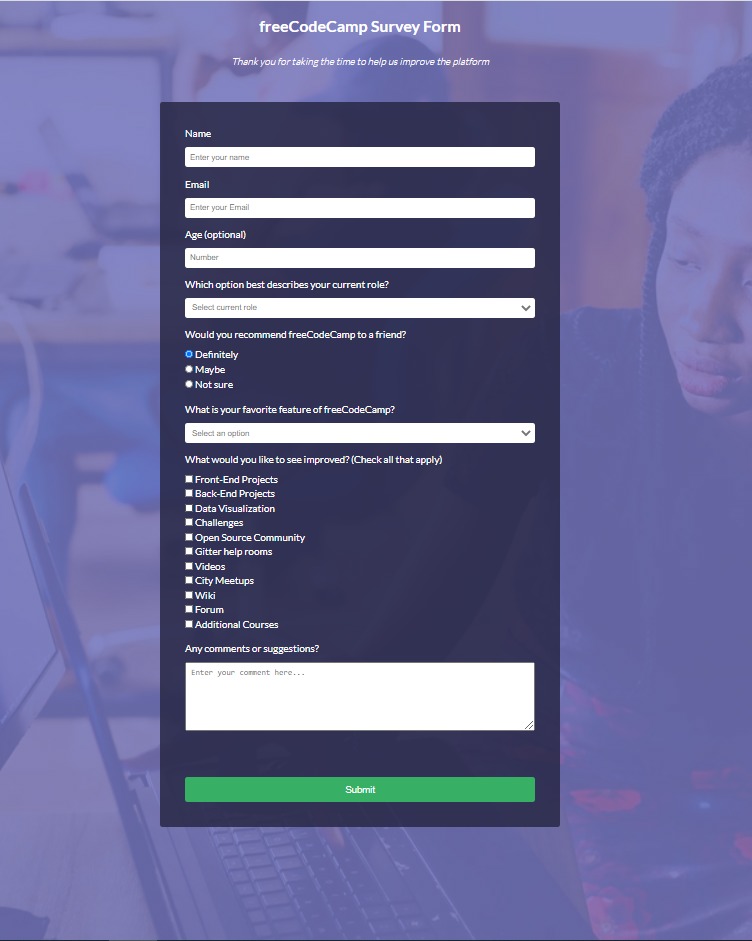 freeCodeCamp Survey Form
Thank you for taking the time to help us improve the platform
Name
Enter your name
Email
Enter your Email
Age (optional)
Number
Which option best describes your current role?
Select current role
Would you recommend freeCodeCamp to a friend?
Definitely
Maybe
Not sure
What is your favorite feature of freeCodeCamp?
Select an option
What would you like to see improved? (Check all that apply)
Front-End Projects
Back-End Projects
Data Visualization
Challenges
Open Source Community
Gitter help rooms
Videos
City Meetups
Wiki
Forum
Additional Courses
Any comments or suggestions?
Enter your comment here...
Submit